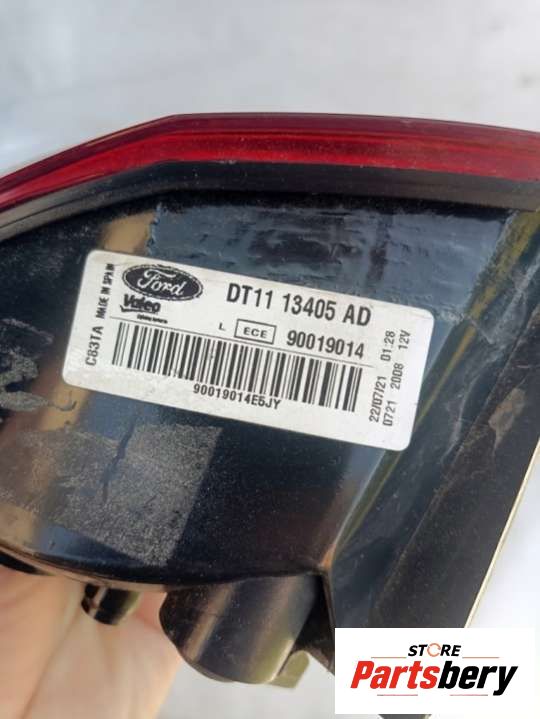 Ford
Valeo
DT11 13405 AD
L ECE 90019014
90019014E5JY
C83TA MADE IN SPAIN
22/07/21 01:28
0721 2008 12V
STORE
Partsbery